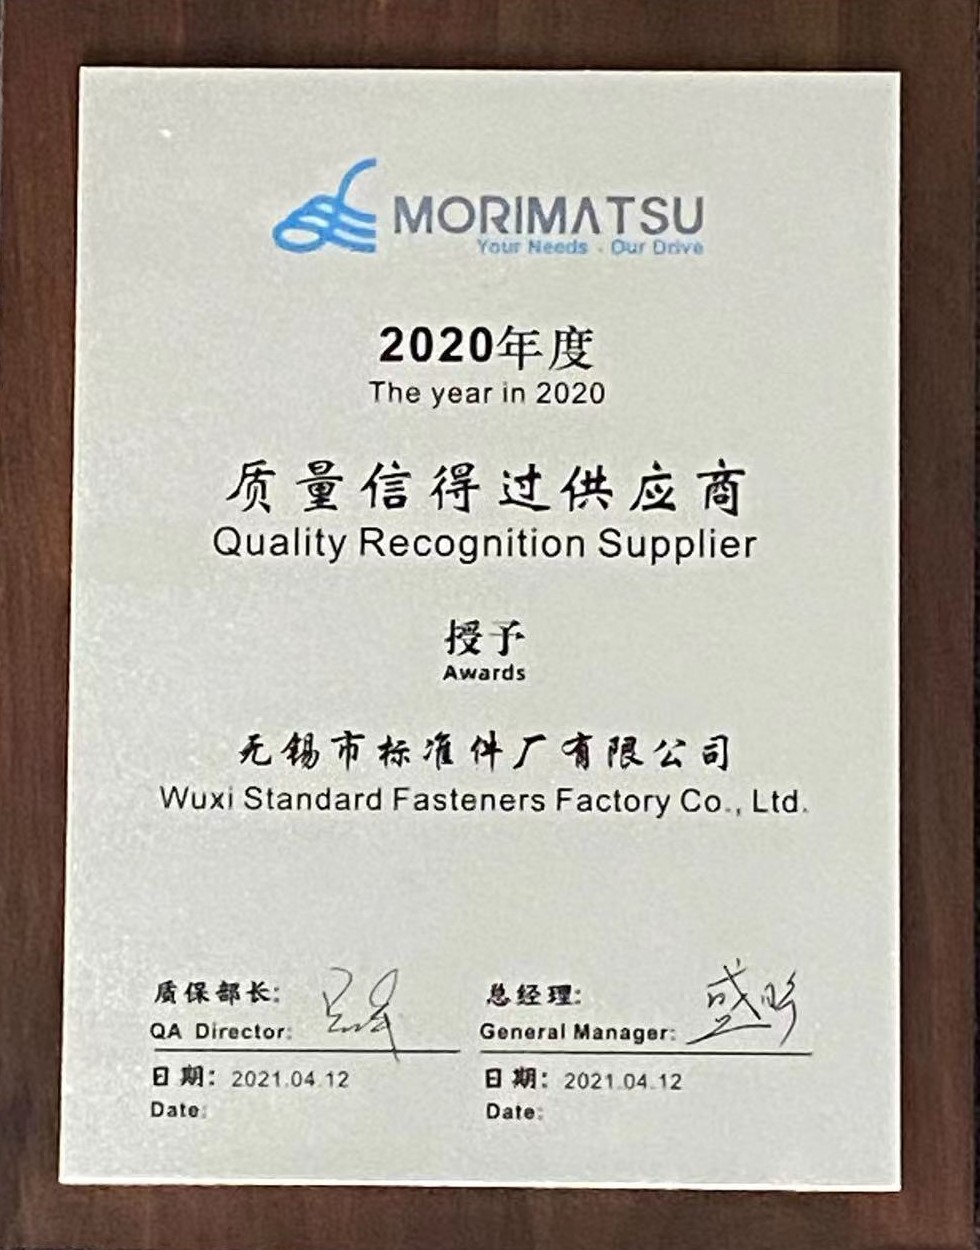 MORIMATSU
Your Needs · Our Drive
2020年度
The year in 2020
质量信得过供应商
Quality Recognition Supplier
授予
Awards
无锡市标准件厂有限公司
Wuxi Standard Fasteners Factory Co., Ltd.
质保部长:
QA Director:
日期: 2021.04.12
Date:
总经理:
General Manager:
日期: 2021.04.12
Date: